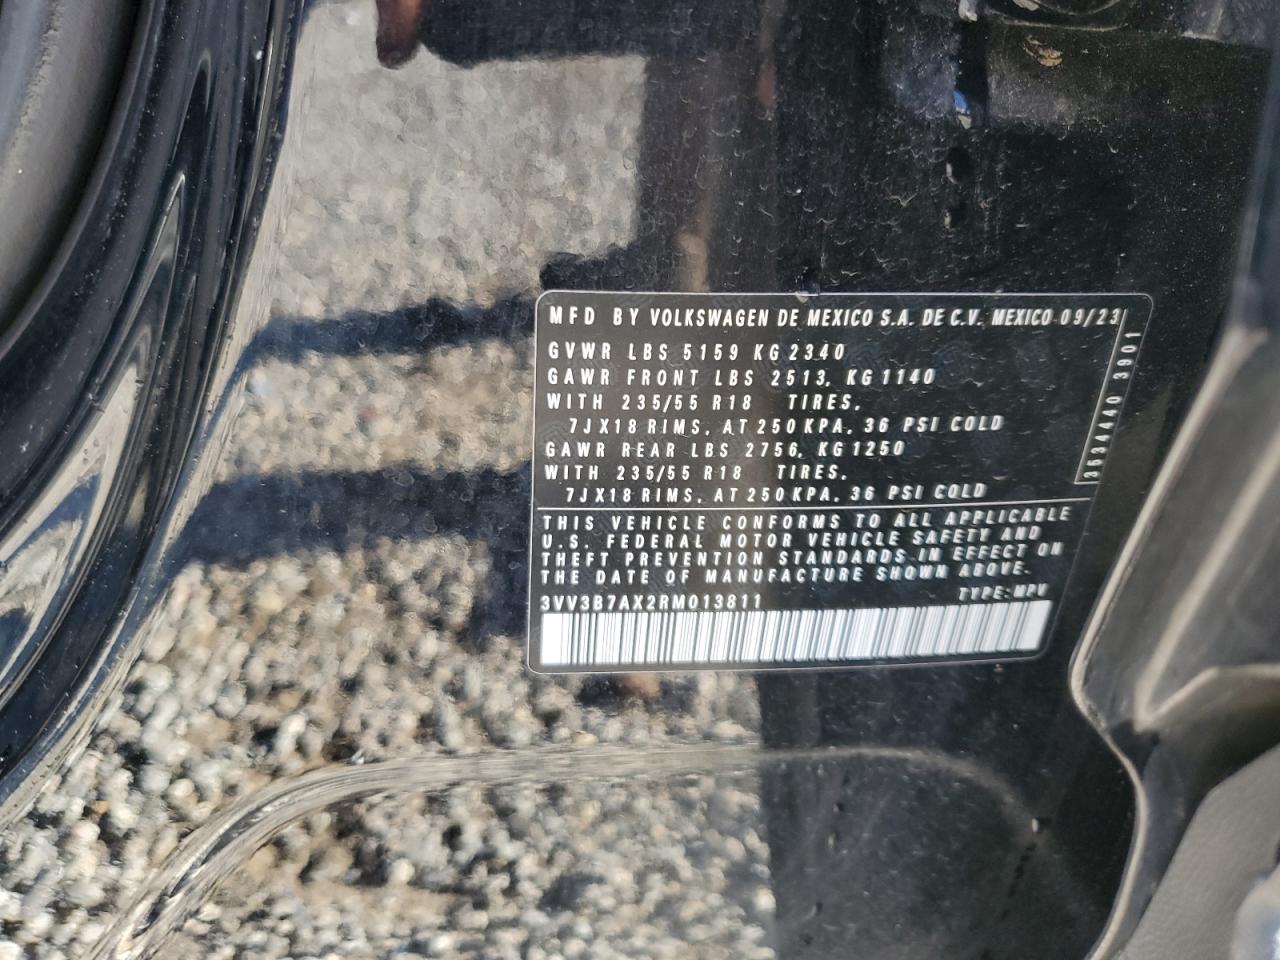 MFD BY VOLKSWAGEN DE MEXICO S.A. DE C.V. MEXICO 09/23
GVWR LBS 5159 KG 2340
GAWR FRONT LBS 2513, KG 1140
WITH 235/55 R18 TIRES,
7JX18 RIMS, AT 250 KPA, 36 PSI COLD
GAWR REAR LBS 2756, KG 1250
WITH 235/55 R18 TIRES,
7JX18 RIMS, AT 250 KPA, 36 PSI COLD
3534440 3901
THIS VEHICLE CONFORMS TO ALL APPLICABLE
U.S. FEDERAL MOTOR VEHICLE SAFETY AND
THEFT PREVENTION STANDARDS IN EFFECT ON
THE DATE OF MANUFACTURE SHOWN ABOVE.
3VV3B7AX2RM013811 TYPE:MPV